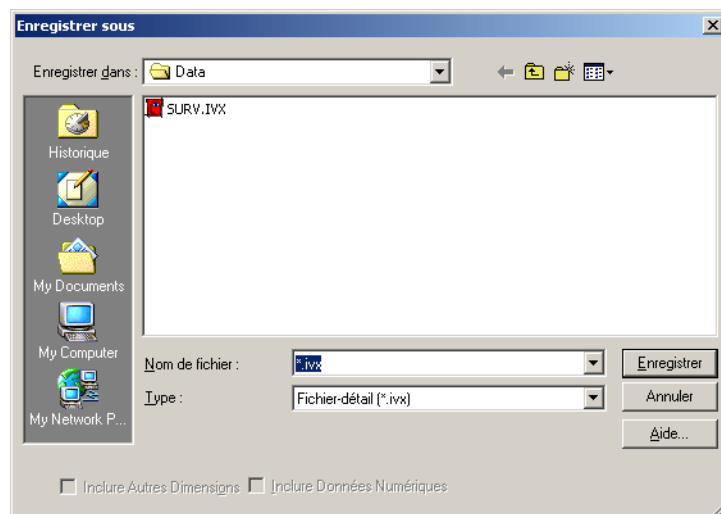 Enregistrer sous
Enregistrer dans : Data
SURV.IVX
Historique
Desktop
My Documents
My Computer
My Network P...
Nom de fichier : *.ivx Enregistrer
Type : Fichier-détail (*.ivx) Annuler
Aide...
Inclure Autres Dimensions Inclure Données Numériques